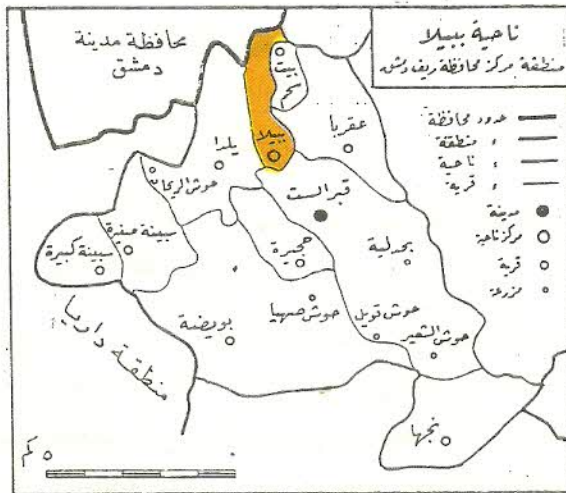 ناحية ببيلا
منطقة مركز محافظة ريف دمشق
محافظة مدينة
دمشق
حدود محافظة
" منطقة
" ناحية
" قرية
مدينة
مركز ناحية
قرية
مزرعة
بيت
سحم
عقربا
ببيلا
يلدا
حوش الريحان
قبر الست
سبينة صغيرة
سبينة كبيرة
حجيرة
بحدلية
حوش صهيا
حوش قويل
بويضة
حوش الشعير
منطقة داريا
نجها
٥ كم